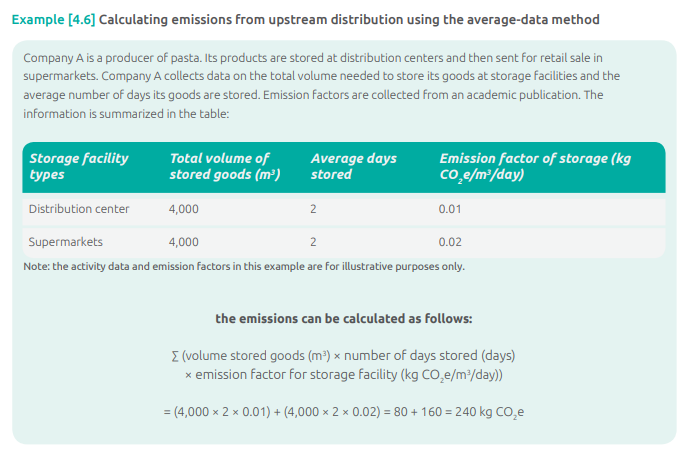 Example [4.6] Calculating emissions from upstream distribution using the average-data method
Company A is a producer of pasta. Its products are stored at distribution centers and then sent for retail sale in
supermarkets. Company A collects data on the total volume needed to store its goods at storage facilities and the
average number of days its goods are stored. Emission factors are collected from an academic publication. The
information is summarized in the table:
Storage facility types | Total volume of stored goods (m³) | Average days stored | Emission factor of storage (kg CO₂e/m³/day)
Distribution center | 4,000 | 2 | 0.01
Supermarkets | 4,000 | 2 | 0.02
Note: the activity data and emission factors in this example are for illustrative purposes only.
the emissions can be calculated as follows:
∑ (volume stored goods (m³) × number of days stored (days)
× emission factor for storage facility (kg CO₂e/m³/day))
= (4,000 × 2 × 0.01) + (4,000 × 2 × 0.02) = 80 + 160 = 240 kg CO₂e